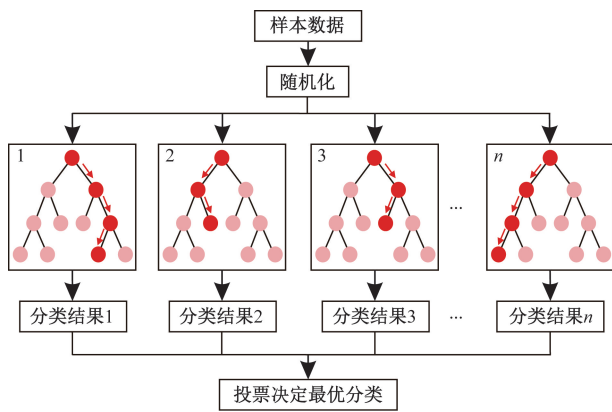 样本数据
随机化
1
2
3
n
...
分类结果1
分类结果2
分类结果3
...
分类结果n
投票决定最优分类